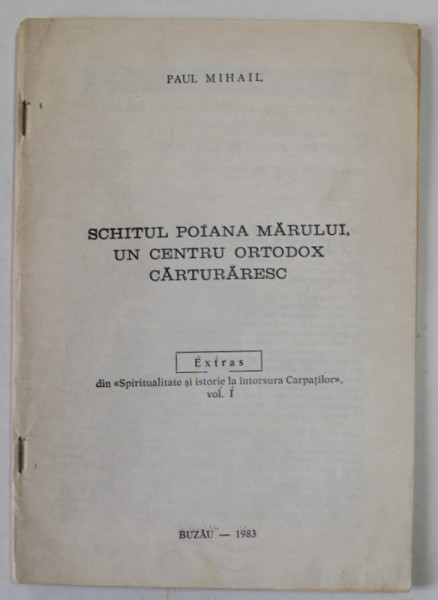 PAUL MIHAIL
SCHITUL POIANA MĂRULUI,
UN CENTRU ORTODOX
CĂRTURĂRESC
Extras
din «Spiritualitate și istorie la întorsura Carpaților»,
vol. I
BUZĂU — 1983